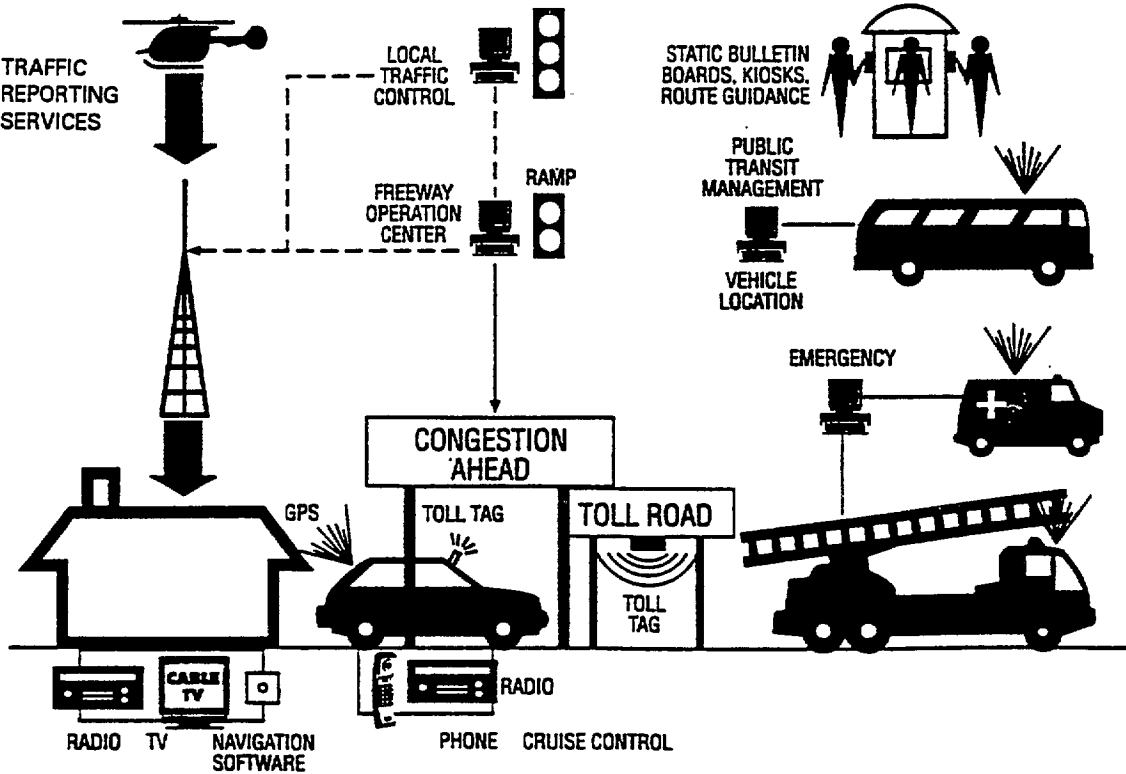 TRAFFIC
REPORTING
SERVICES
LOCAL
TRAFFIC
CONTROL
STATIC BULLETIN
BOARDS, KIOSKS,
ROUTE GUIDANCE
FREEWAY
OPERATION
CENTER
RAMP
PUBLIC
TRANSIT
MANAGEMENT
VEHICLE
LOCATION
EMERGENCY
CONGESTION
AHEAD
GPS
TOLL TAG
TOLL ROAD
TOLL
TAG
CABLE
TV
RADIO
RADIO TV NAVIGATION
SOFTWARE
PHONE CRUISE CONTROL